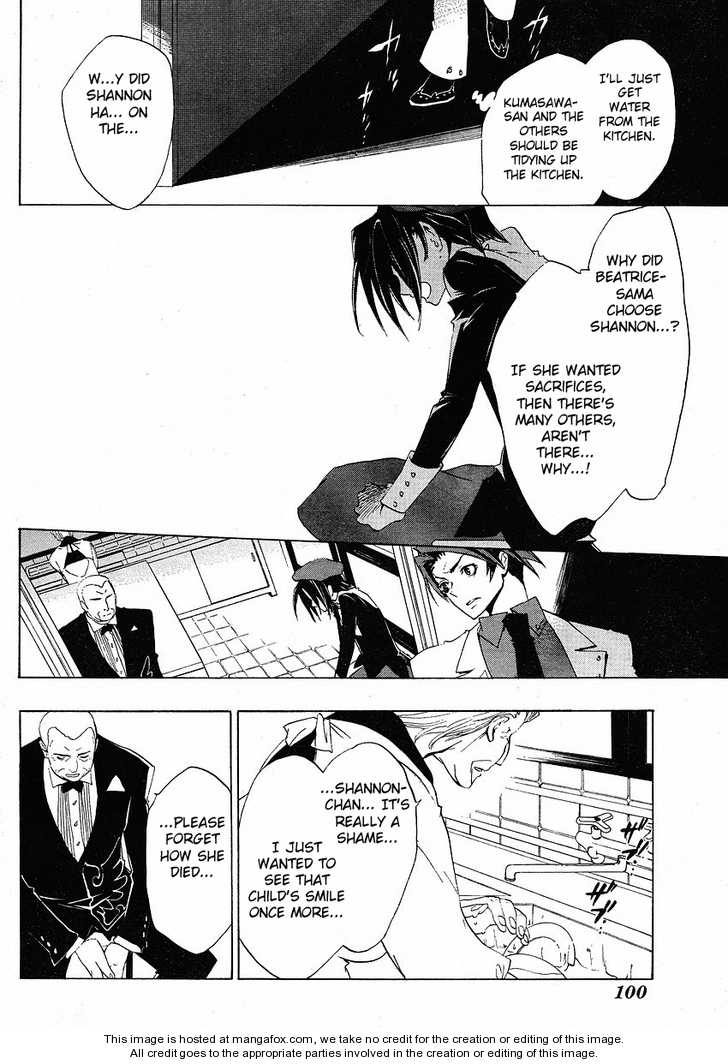 I'LL JUST
GET
WATER
FROM THE
KITCHEN.
KUMASAWA-
SAN AND THE
OTHERS
SHOULD BE
TIDYING UP
THE KITCHEN.
W...Y DID
SHANNON
HA... ON
THE...
WHY DID
BEATRICE-
SAMA
CHOOSE
SHANNON...?
IF SHE WANTED
SACRIFICES,
THEN THERE'S
MANY OTHERS,
AREN'T
THERE...
WHY...!
...SHANNON-
CHAN... IT'S
REALLY A
SHAME...
I JUST
WANTED TO
SEE THAT
CHILD'S SMILE
ONCE MORE...
...PLEASE
FORGET
HOW SHE
DIED...
100
This image is hosted at mangafox.com, we take no credit for the creation or editing of this image.
All credit goes to the appropriate parties involved in the creation or editing of this image.